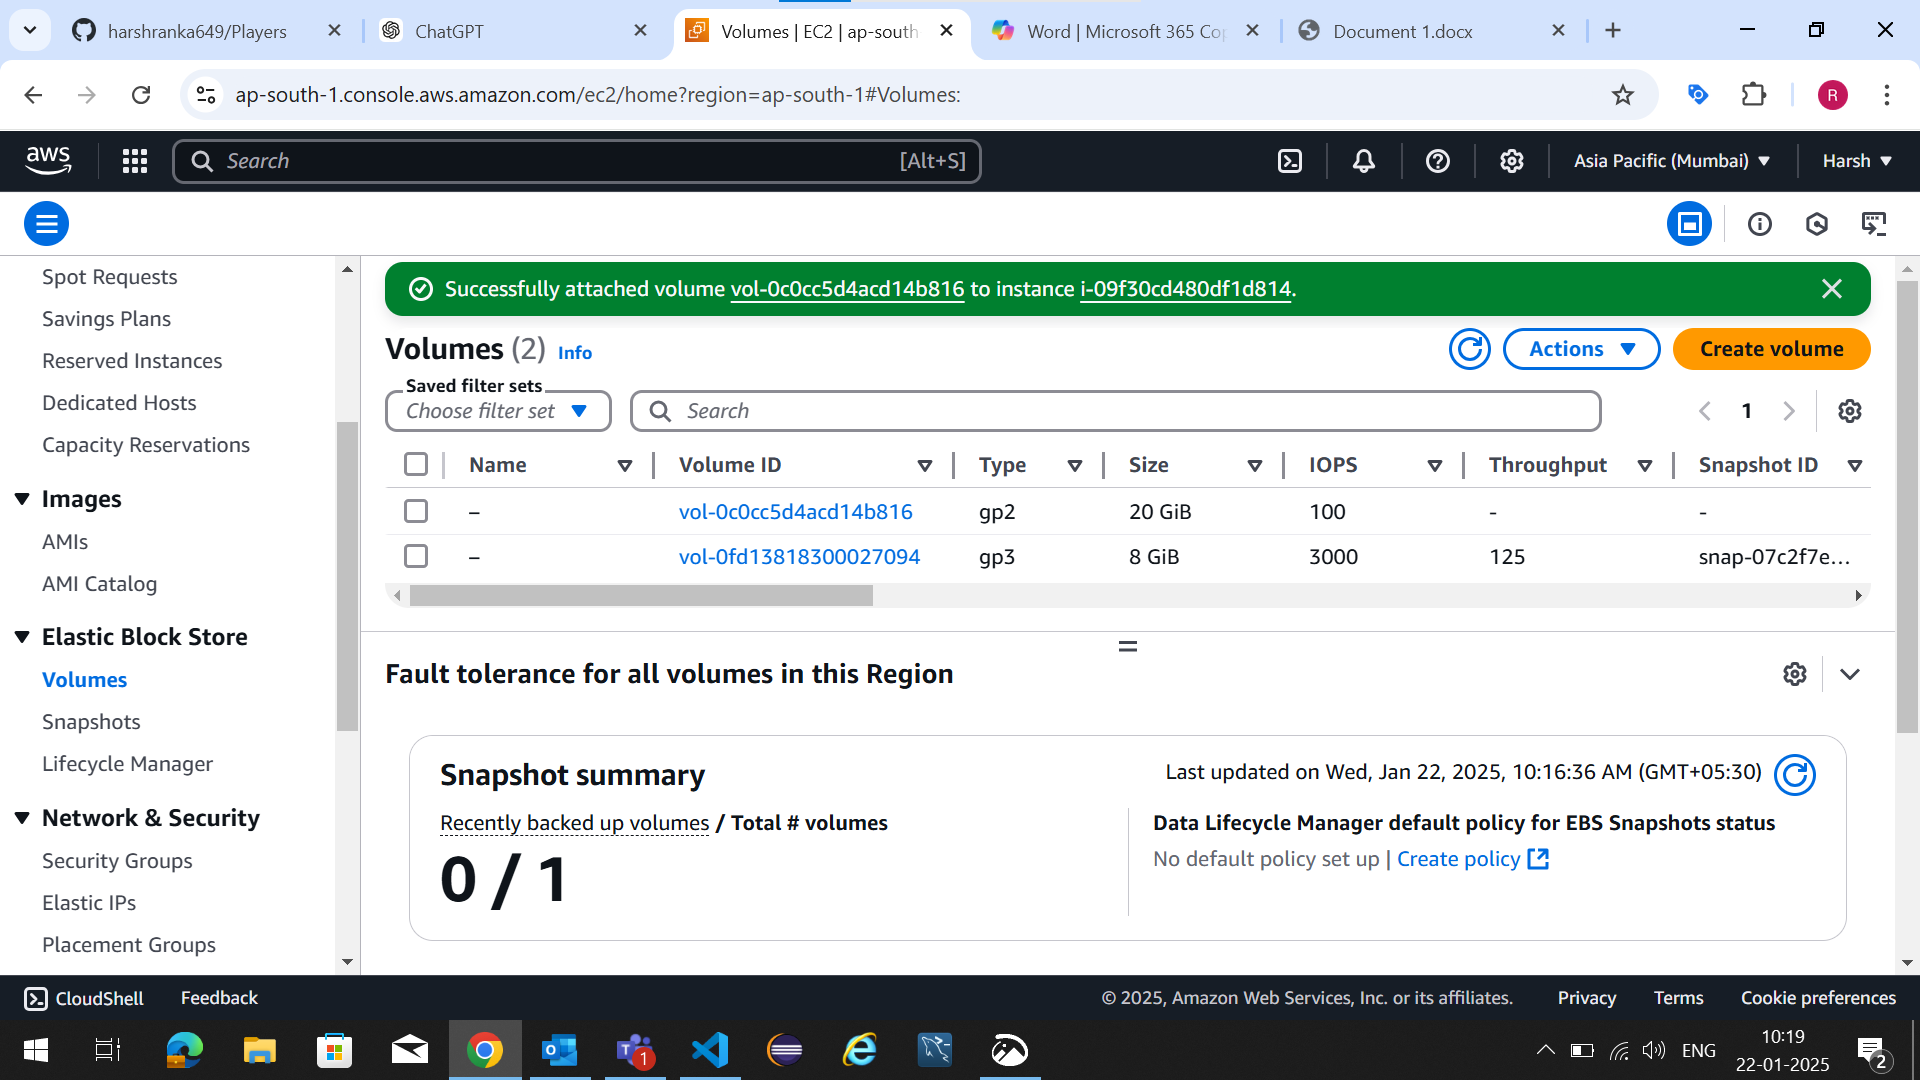 harshranka649/Players
ChatGPT
Volumes | EC2 | ap-south
Word | Microsoft 365 Cop
Document 1.docx
ap-south-1.console.aws.amazon.com/ec2/home?region=ap-south-1#Volumes:
R
aws
Search
[Alt+S]
Asia Pacific (Mumbai)
Harsh
Spot Requests
Savings Plans
Reserved Instances
Dedicated Hosts
Capacity Reservations
Images
AMIs
AMI Catalog
Elastic Block Store
Volumes
Snapshots
Lifecycle Manager
Network & Security
Security Groups
Elastic IPs
Placement Groups
Successfully attached volume vol-0c0cc5d4acd14b816 to instance i-09f30cd480df1d814.
Volumes (2) Info
Actions
Create volume
Saved filter sets
Choose filter set
Search
1
Name Volume ID Type Size IOPS Throughput Snapshot ID
– vol-0c0cc5d4acd14b816 gp2 20 GiB 100 - -
– vol-0fd13818300027094 gp3 8 GiB 3000 125 snap-07c2f7e...
Fault tolerance for all volumes in this Region
Snapshot summary
Last updated on Wed, Jan 22, 2025, 10:16:36 AM (GMT+05:30)
Recently backed up volumes / Total # volumes
0 / 1
Data Lifecycle Manager default policy for EBS Snapshots status
No default policy set up | Create policy
CloudShell
Feedback
© 2025, Amazon Web Services, Inc. or its affiliates.
Privacy
Terms
Cookie preferences
1
ENG
10:19
22-01-2025
2